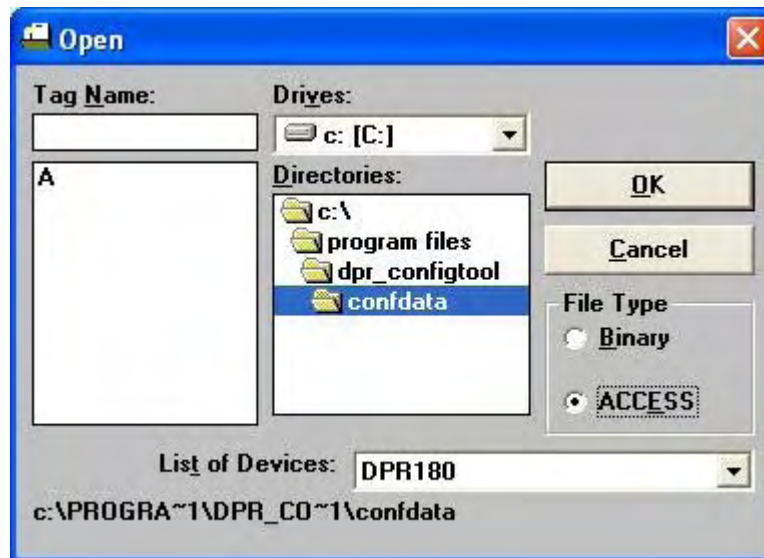 Open
Tag Name:
Drives:
c: [C:]
A
Directories:
c:\
program files
dpr_configtool
confdata
OK
Cancel
File Type
Binary
ACCESS
List of Devices:
DPR180
c:\PROGRA~1\DPR_CO~1\confdata